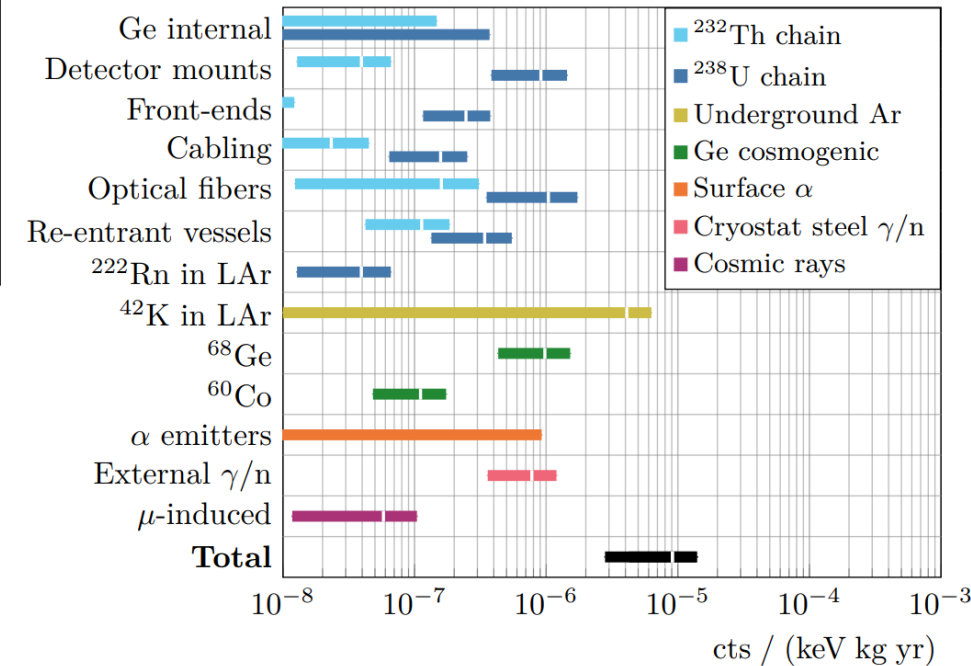 Ge internal
Detector mounts
Front-ends
Cabling
Optical fibers
Re-entrant vessels
²²²Rn in LAr
⁴²K in LAr
⁶⁸Ge
⁶⁰Co
α emitters
External γ/n
μ-induced
Total
²³²Th chain
²³⁸U chain
Underground Ar
Ge cosmogenic
Surface α
Cryostat steel γ/n
Cosmic rays
10⁻⁸ 10⁻⁷ 10⁻⁶ 10⁻⁵ 10⁻⁴ 10⁻³
cts / (keV kg yr)